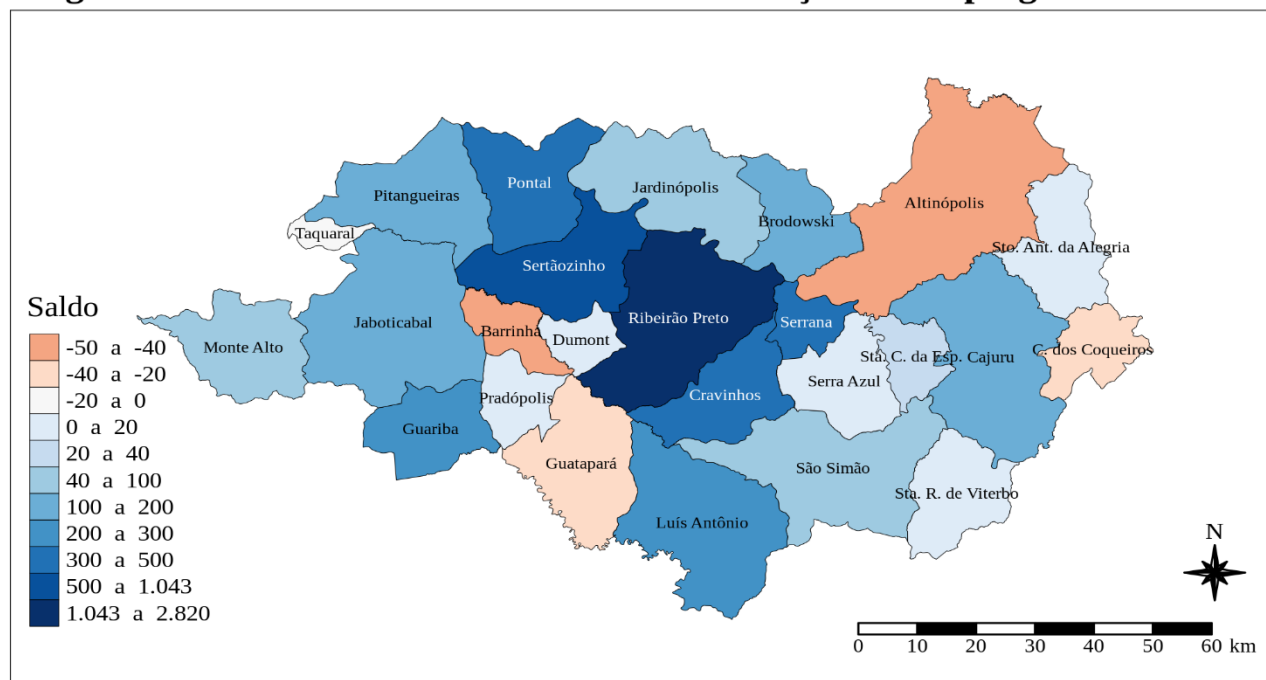 Pontal
Jardinópolis
Pitangueiras
Altinópolis
Brodowski
Taquaral
Sto. Ant. da Alegria
Sertãozinho
Saldo
Ribeirão Preto
Serrana
Jaboticabal
Barrinha
Dumont
Monte Alto
Sta. C. da Esp.
Cajuru
C. dos Coqueiros
Serra Azul
Pradópolis
Cravinhos
Guariba
Guatapará
São Simão
Sta. R. de Viterbo
Luís Antônio
-50 a -40
-40 a -20
-20 a 0
0 a 20
20 a 40
40 a 100
100 a 200
200 a 300
300 a 500
500 a 1.043
1.043 a 2.820
N
0 10 20 30 40 50 60 km